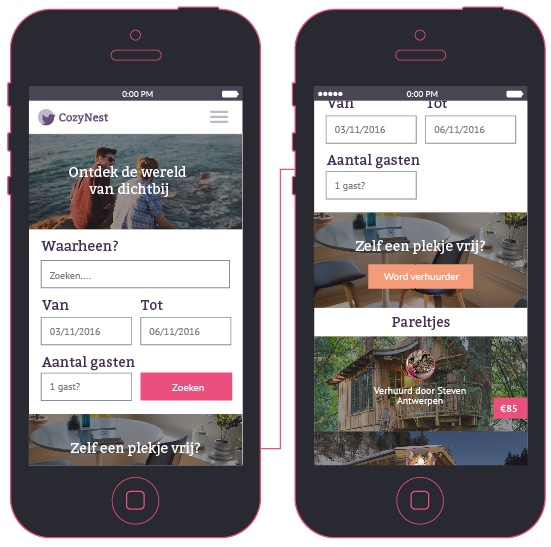 0:00 PM
CozyNest
Ontdek de wereld
van dichtbij
Waarheen?
Zoeken....
Van Tot
03/11/2016 06/11/2016
Aantal gasten
1 gast? Zoeken
Zelf een plekje vrij?
0:00 PM
Van Tot
03/11/2016 06/11/2016
Aantal gasten
1 gast?
Zelf een plekje vrij?
Word verhuurder
Pareltjes
Verhuurd door Steven
Antwerpen
€85